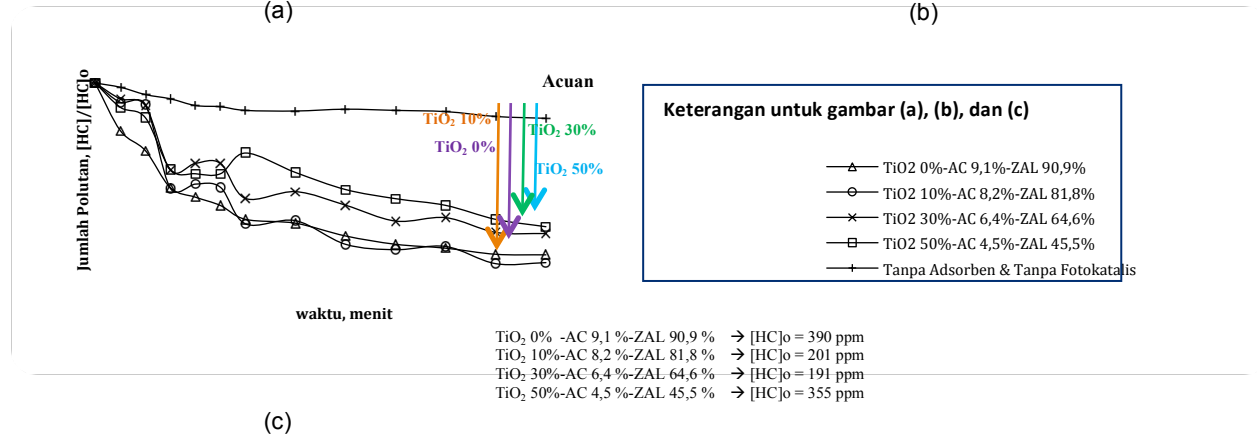 (a)
(b)
Jumlah Polutan, [HC]/[HC]o
Acuan
TiO2 10%
TiO2 30%
TiO2 0%
TiO2 50%
waktu, menit
Keterangan untuk gambar (a), (b), dan (c)
TiO2 0%-AC 9,1%-ZAL 90,9%
TiO2 10%-AC 8,2%-ZAL 81,8%
TiO2 30%-AC 6,4%-ZAL 64,6%
TiO2 50%-AC 4,5%-ZAL 45,5%
Tanpa Adsorben & Tanpa Fotokatalis
TiO2 0% -AC 9,1 %-ZAL 90,9 % → [HC]o = 390 ppm
TiO2 10%-AC 8,2 %-ZAL 81,8 % → [HC]o = 201 ppm
TiO2 30%-AC 6,4 %-ZAL 64,6 % → [HC]o = 191 ppm
TiO2 50%-AC 4,5 %-ZAL 45,5 % → [HC]o = 355 ppm
(c)